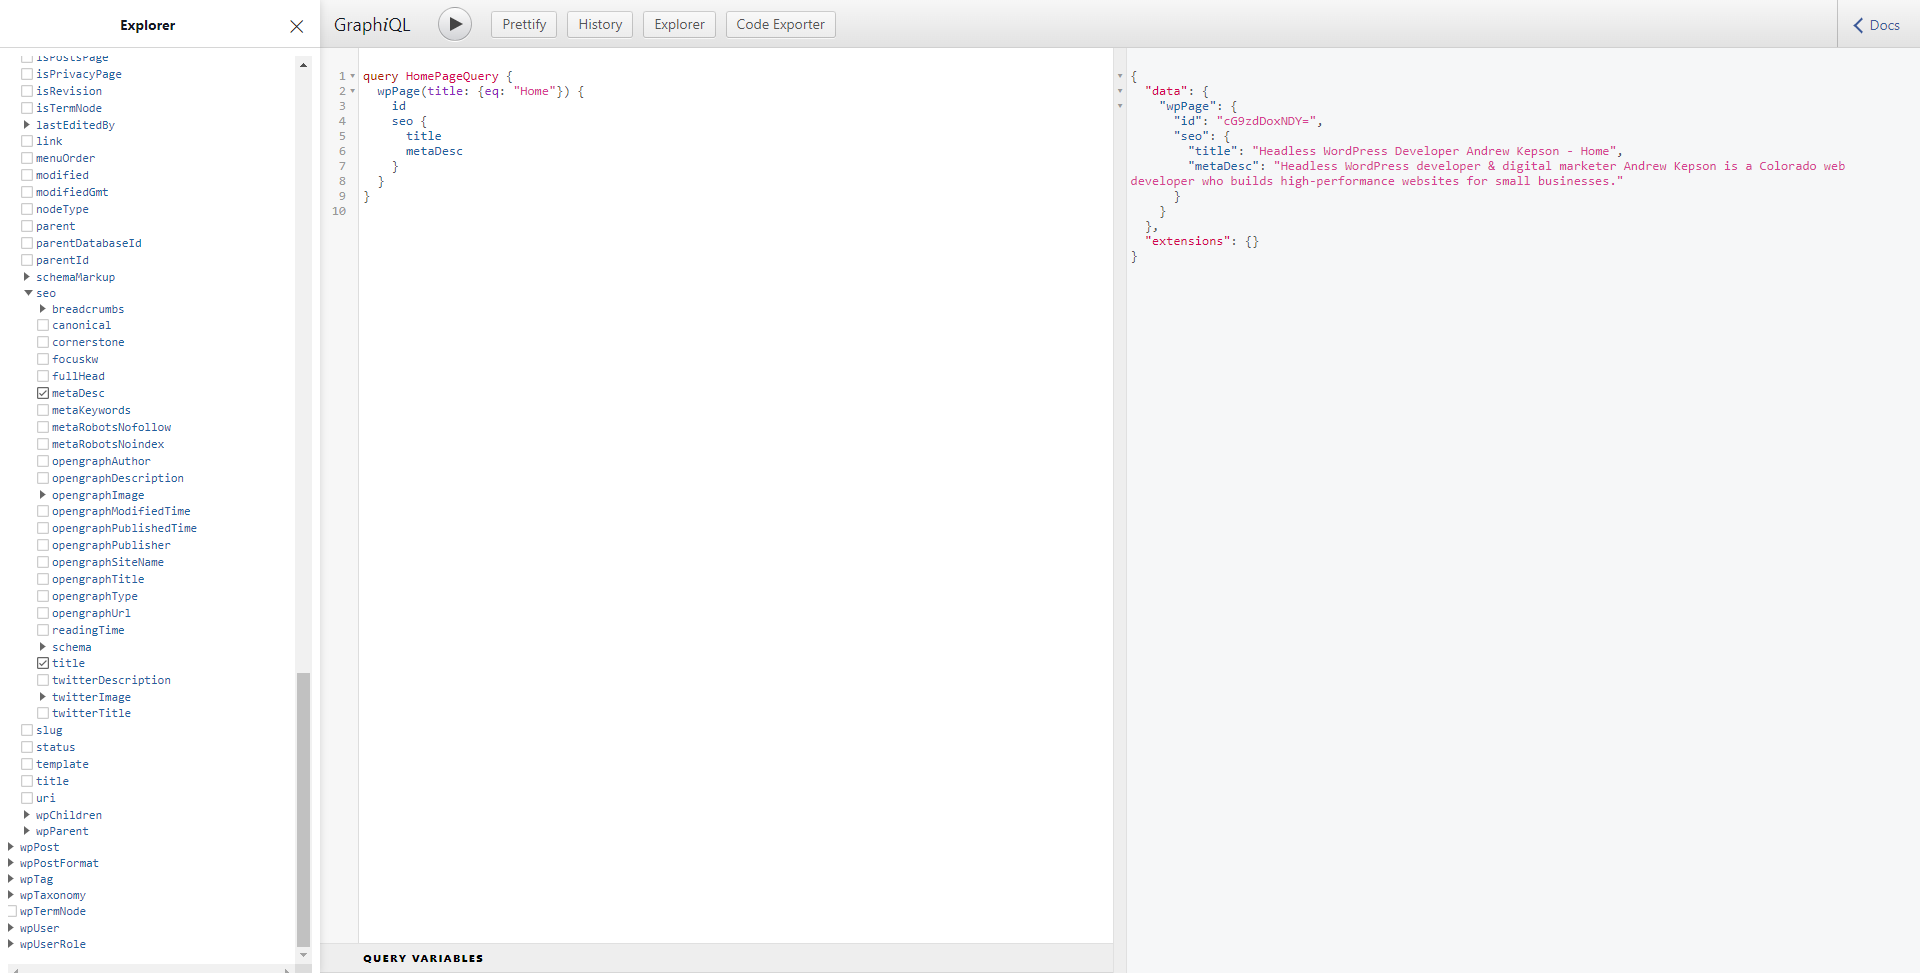 Explorer
isPostsPage
isPrivacyPage
isRevision
isTermNode
lastEditedBy
link
menuOrder
modified
modifiedGmt
nodeType
parent
parentDatabaseId
parentId
schemaMarkup
seo
breadcrumbs
canonical
cornerstone
focuskw
fullHead
metaDesc
metaKeywords
metaRobotsNofollow
metaRobotsNoindex
opengraphAuthor
opengraphDescription
opengraphImage
opengraphModifiedTime
opengraphPublishedTime
opengraphPublisher
opengraphSiteName
opengraphTitle
opengraphType
opengraphUrl
readingTime
schema
title
twitterDescription
twitterImage
twitterTitle
slug
status
template
title
uri
wpChildren
wpParent
wpPost
wpPostFormat
wpTag
wpTaxonomy
wpTermNode
wpUser
wpUserRole
GraphiQL Prettify History Explorer Code Exporter Docs
1 query HomePageQuery {
2 wpPage(title: {eq: "Home"}) {
3 id
4 seo {
5 title
6 metaDesc
7 }
8 }
9 }
10
QUERY VARIABLES
{
"data": {
"wpPage": {
"id": "cG9zdDoxNDY=",
"seo": {
"title": "Headless WordPress Developer Andrew Kepson - Home",
"metaDesc": "Headless WordPress developer & digital marketer Andrew Kepson is a Colorado web
developer who builds high-performance websites for small businesses."
}
}
},
"extensions": {}
}